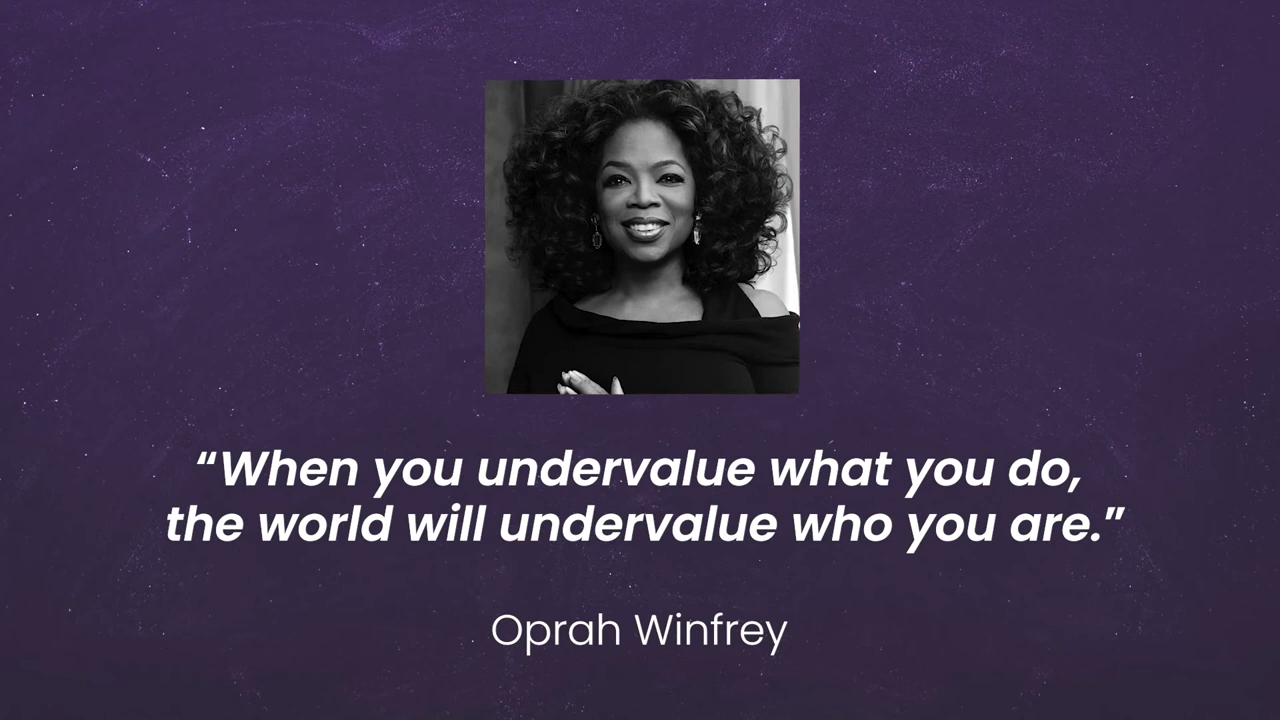 “When you undervalue what you do,
the world will undervalue who you are.”
Oprah Winfrey